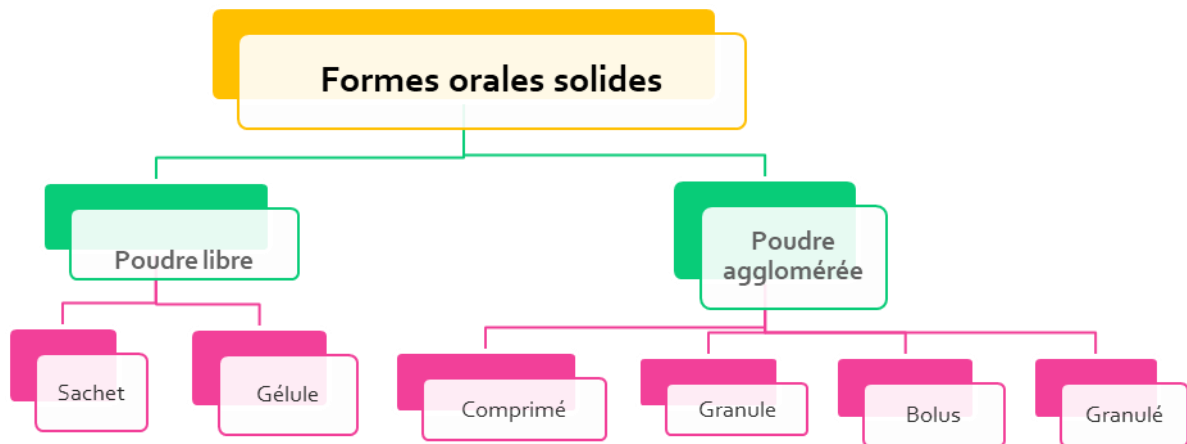 Formes orales solides
Poudre libre
Poudre
agglomérée
Sachet
Gélule
Comprimé
Granule
Bolus
Granulé